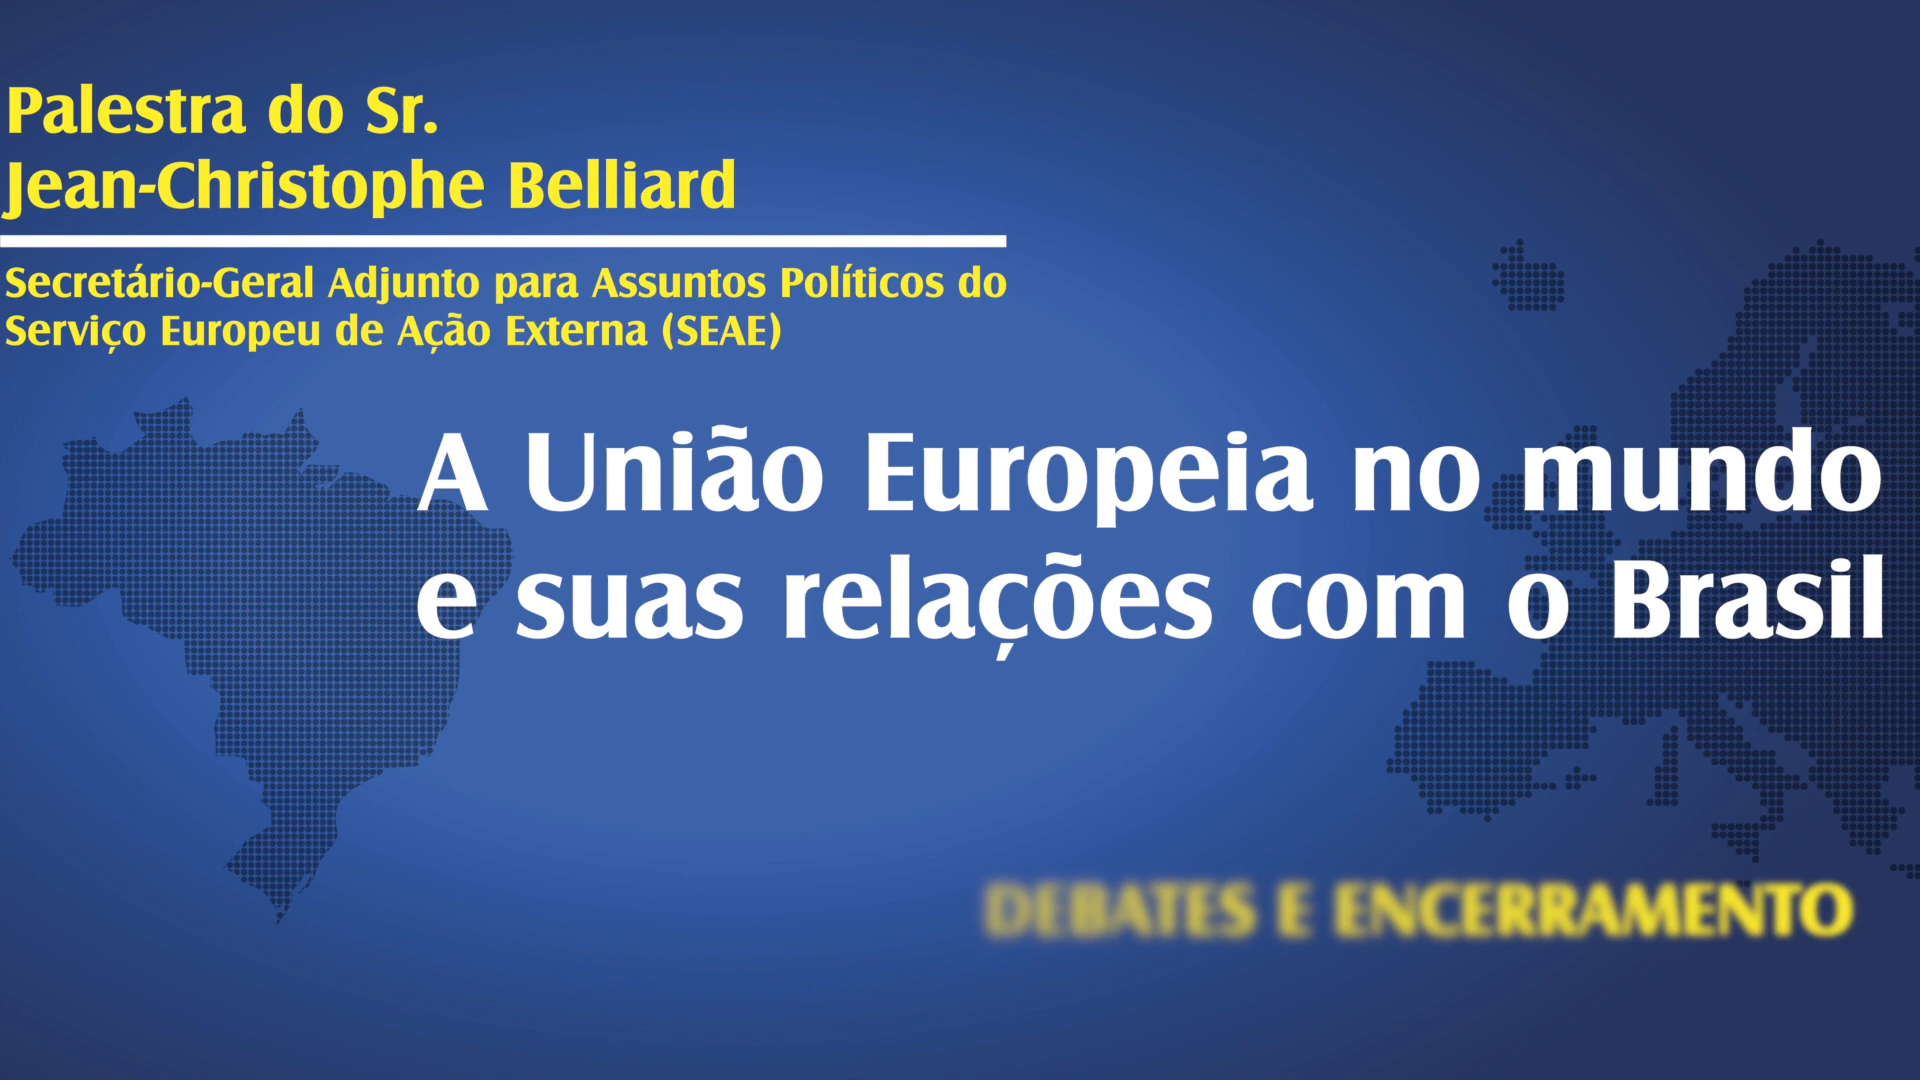 Palestra do Sr.
Jean-Christophe Belliard
Secretário-Geral Adjunto para Assuntos Políticos do
Serviço Europeu de Ação Externa (SEAE)
A União Europeia no mundo
e suas relações com o Brasil
DEBATES E ENCERRAMENTO